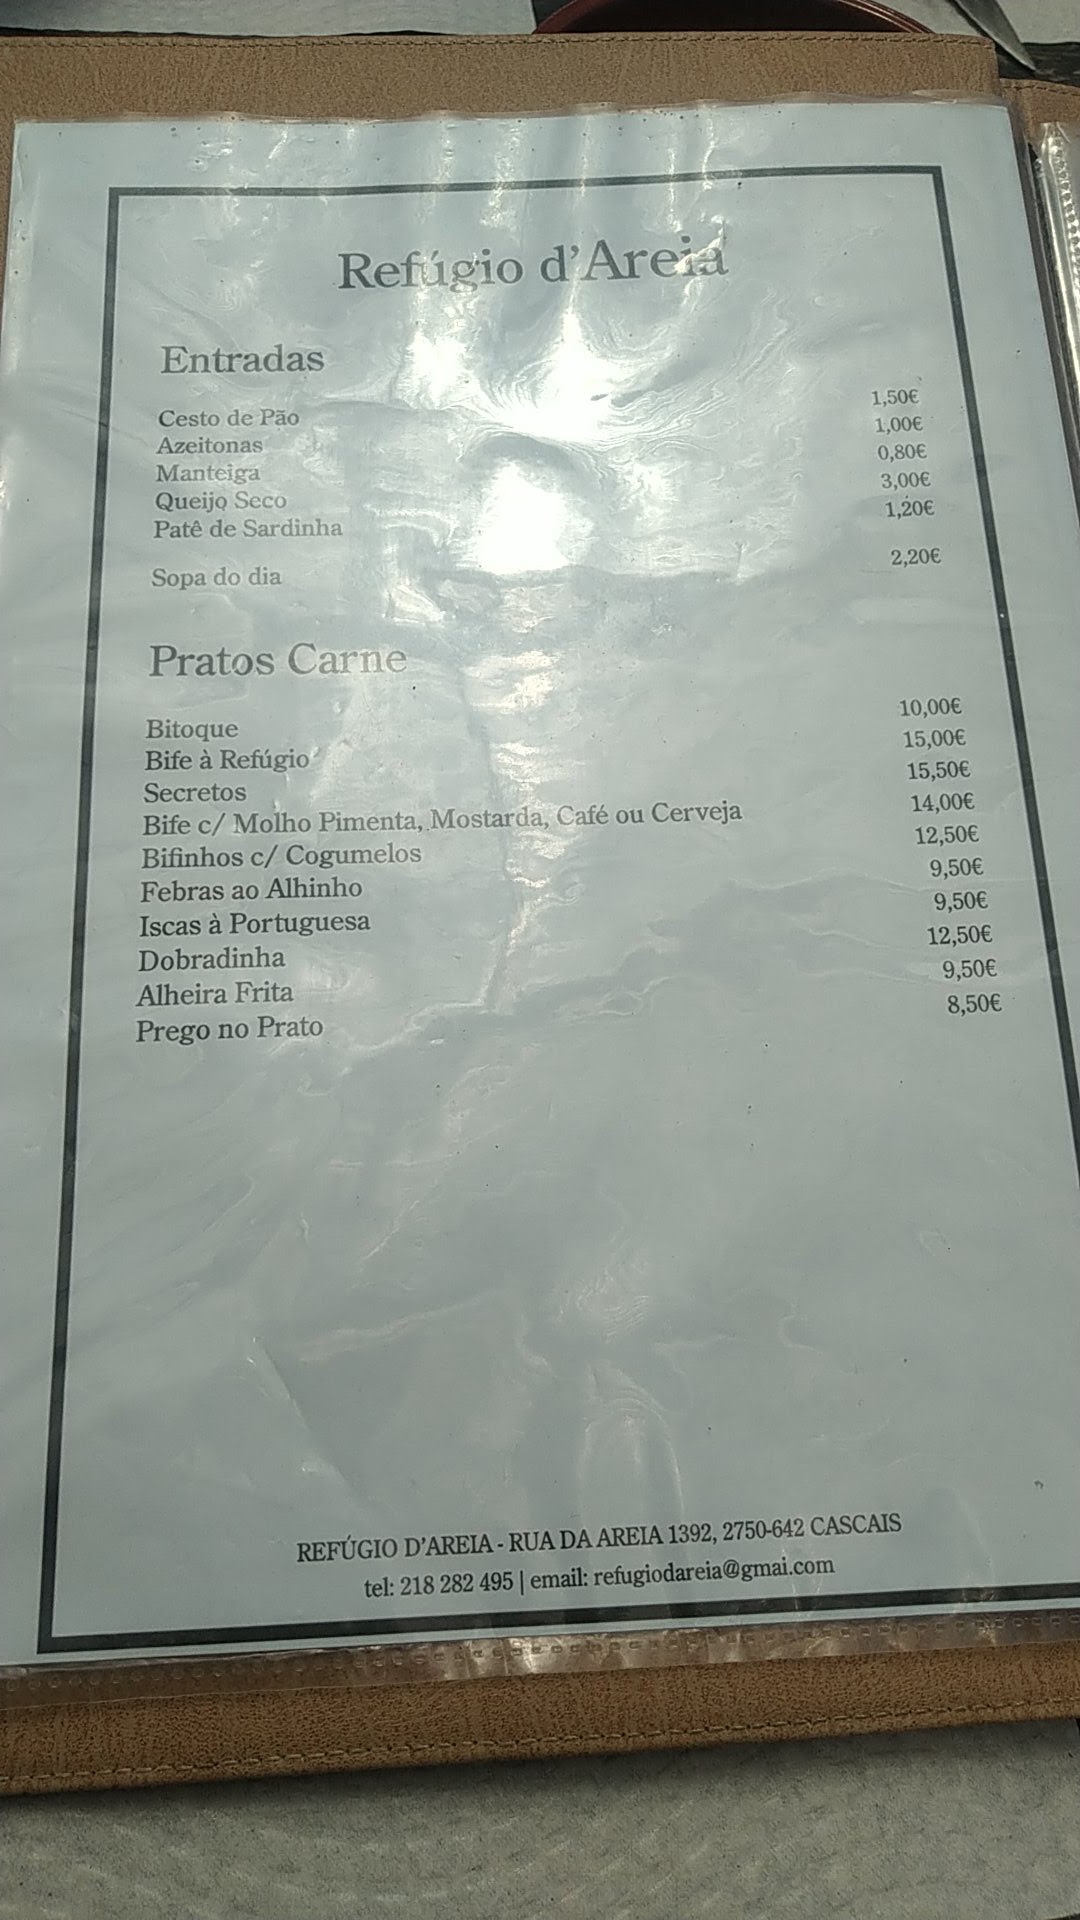 Refúgio d'Areia
Entradas
Cesto de Pão 1,50€
Azeitonas 1,00€
Manteiga 0,80€
Queijo Seco 3,00€
Patê de Sardinha 1,20€
Sopa do dia 2,20€
Pratos Carne
Bitoque 10,00€
Bife à Refúgio 15,00€
Secretos 15,50€
Bife c/ Molho Pimenta, Mostarda, Café ou Cerveja 14,00€
Bifinhos c/ Cogumelos 12,50€
Febras ao Alhinho 9,50€
Iscas à Portuguesa 9,50€
Dobradinha 12,50€
Alheira Frita 9,50€
Prego no Prato 8,50€
REFÚGIO D'AREIA - RUA DA AREIA 1392, 2750-642 CASCAIS
tel: 218 282 495 | email: refugiodareia@gmai.com